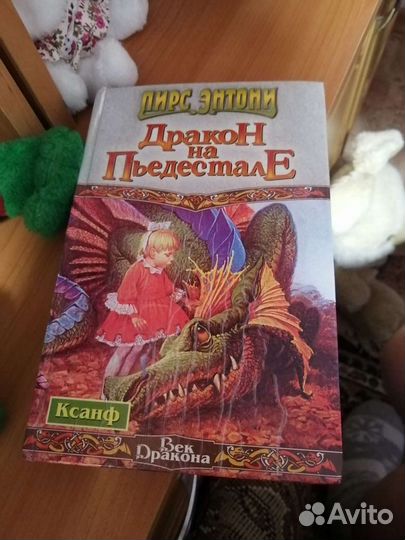 ПИРС ЭНТОНИ
ДРАКОН
на
ПЬЕДЕСТАЛЕ
Ксанф
Век
Дракона
Avito